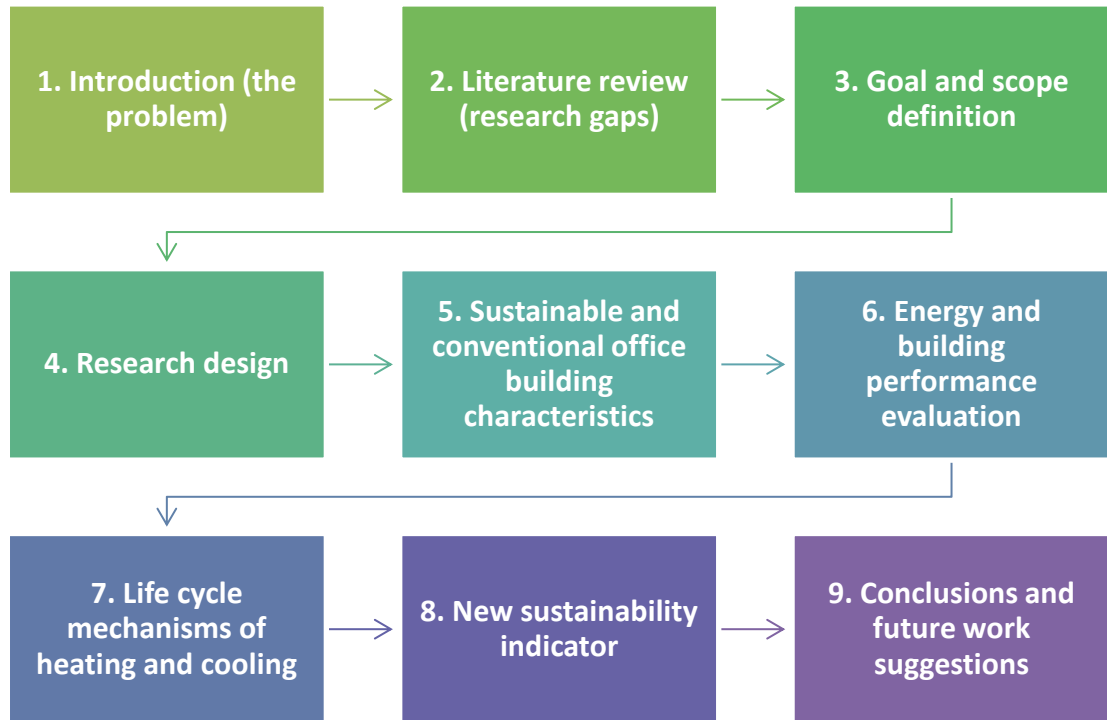 1. Introduction (the
problem)
2. Literature review
(research gaps)
3. Goal and scope
definition
4. Research design
5. Sustainable and
conventional office
building
characteristics
6. Energy and
building
performance
evaluation
7. Life cycle
mechanisms of
heating and cooling
8. New sustainability
indicator
9. Conclusions and
future work
suggestions